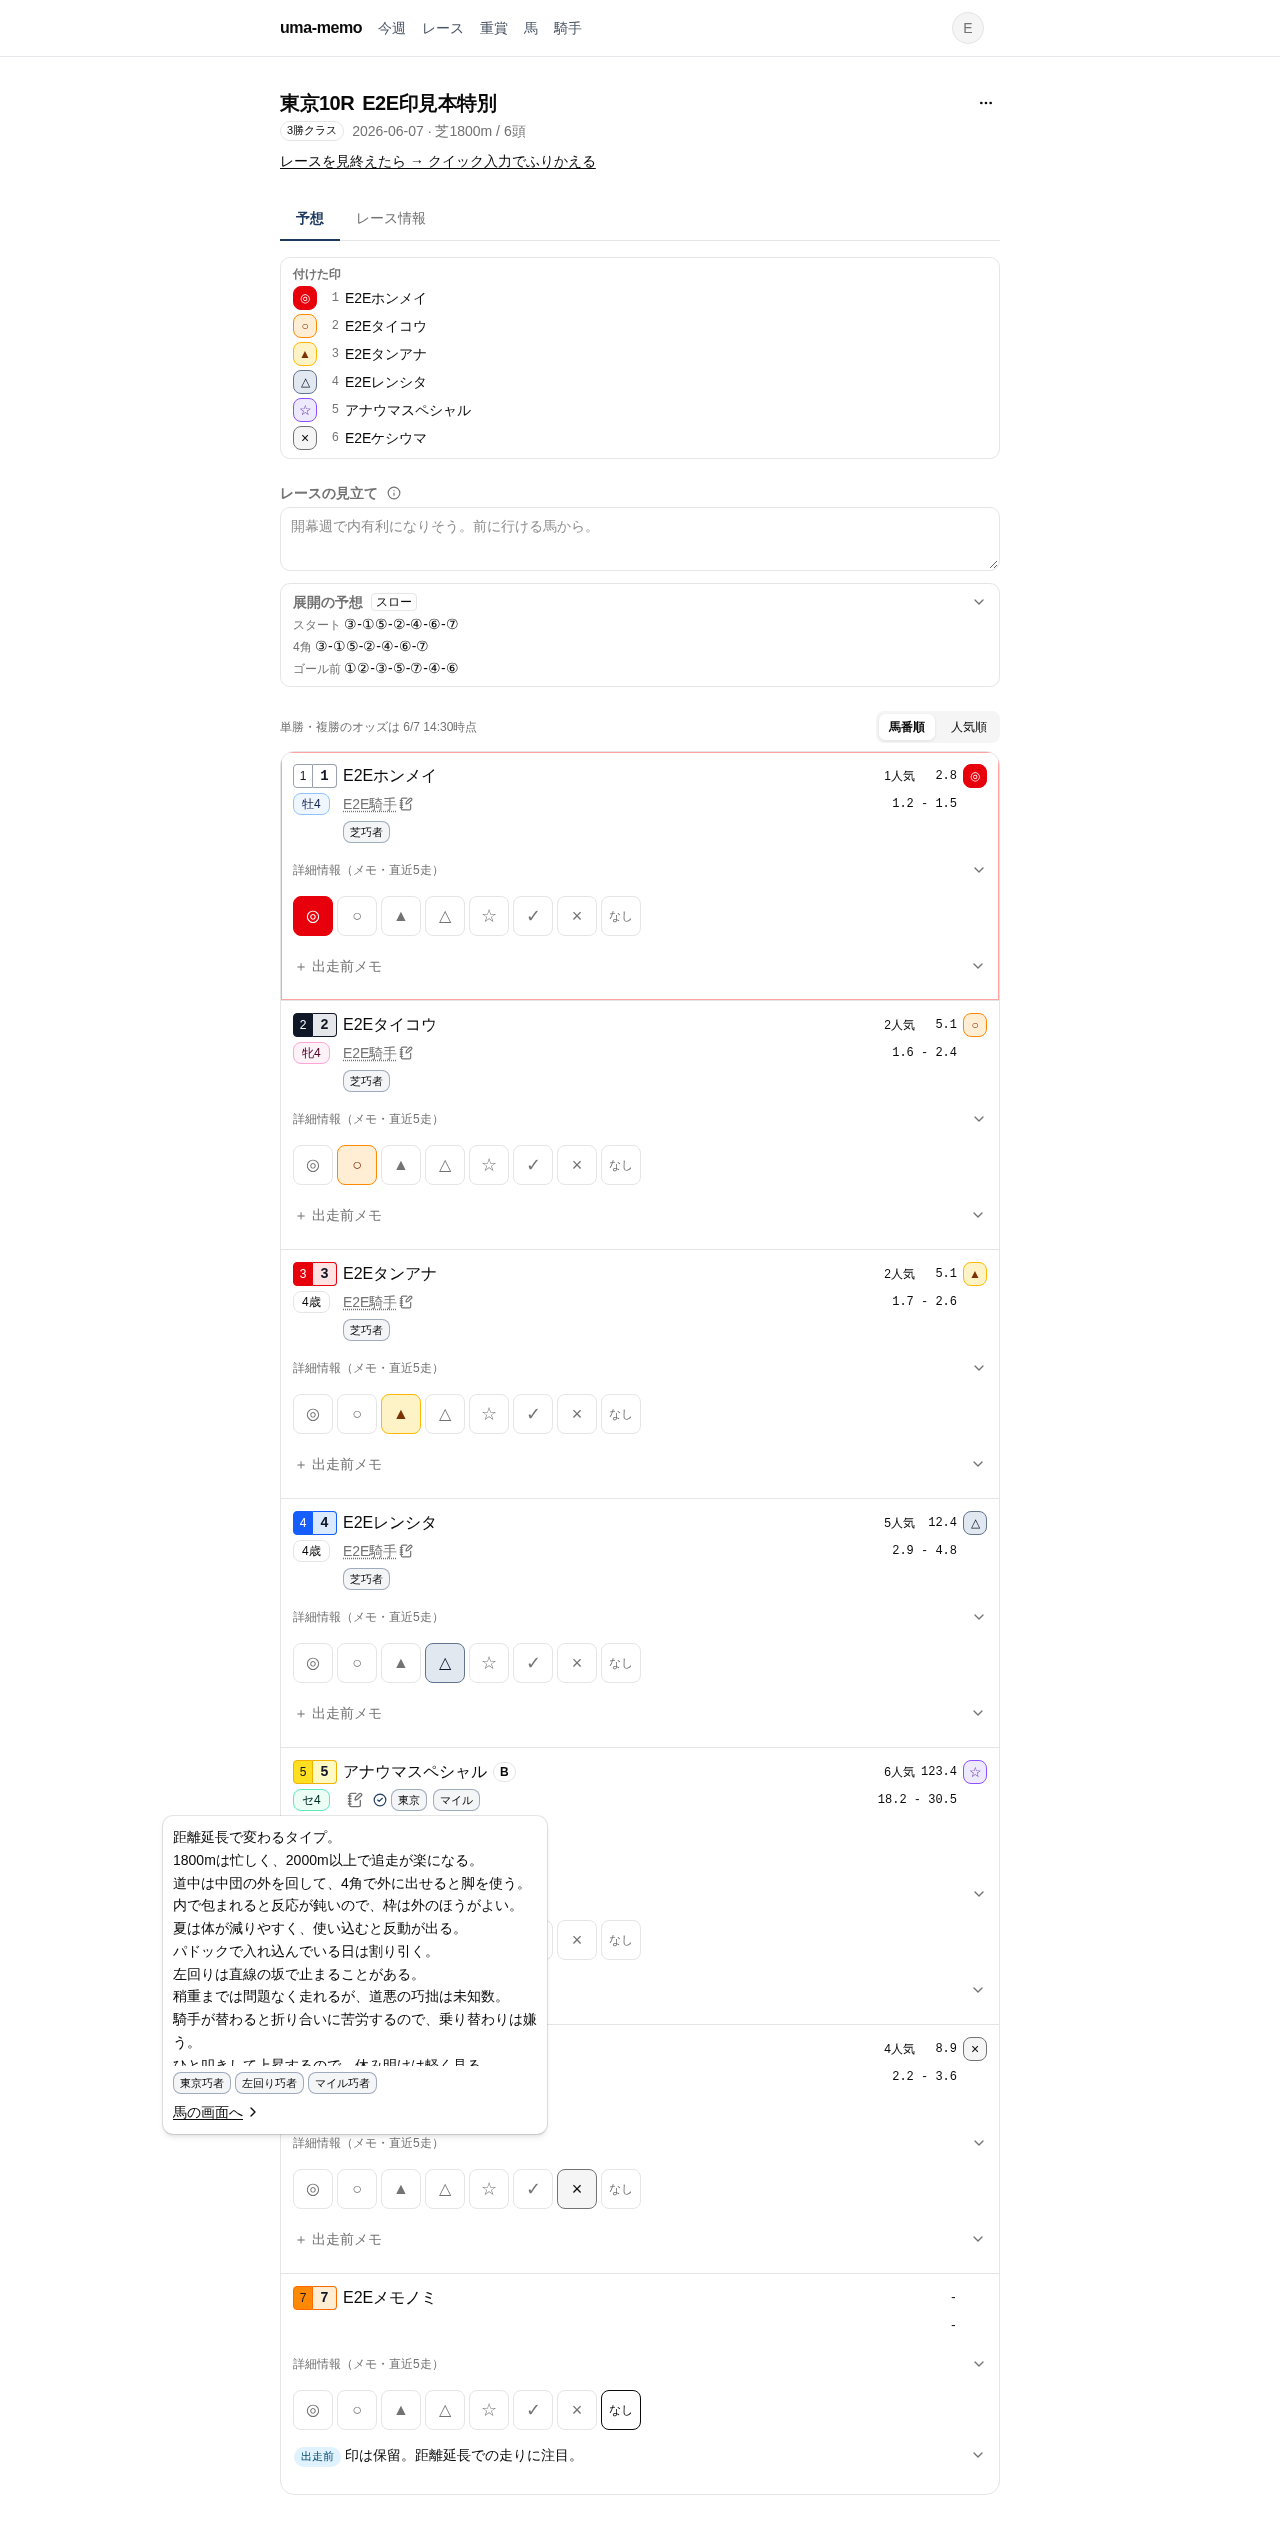 uma-memo 今週 レース 重賞 馬 騎手 E
東京10R E2E印見本特別 …
3勝クラス 2026-06-07 · 芝1800m / 6頭
レースを見終えたら → クイック入力でふりかえる
予想 レース情報
付けた印
◎ 1 E2Eホンメイ
○ 2 E2Eタイコウ
▲ 3 E2Eタンアナ
△ 4 E2Eレンシタ
☆ 5 アナウマスペシャル
× 6 E2Eケシウマ
レースの見立て
開幕週で内有利になりそう。前に行ける馬から。
展開の予想 スロー
スタート ③-①⑤-②-④-⑥-⑦
4角 ③-①⑤-②-④-⑥-⑦
ゴール前 ①②-③-⑤-⑦-④-⑥
単勝・複勝のオッズは 6/7 14:30時点 馬番順 人気順
1 1 E2Eホンメイ 1人気 2.8 ◎
牡4 E2E騎手 1.2 - 1.5
芝巧者
詳細情報（メモ・直近5走）
◎ ○ ▲ △ ☆ ✓ × なし
＋ 出走前メモ
2 2 E2Eタイコウ 2人気 5.1 ○
牝4 E2E騎手 1.6 - 2.4
芝巧者
詳細情報（メモ・直近5走）
◎ ○ ▲ △ ☆ ✓ × なし
＋ 出走前メモ
3 3 E2Eタンアナ 2人気 5.1 ▲
4歳 E2E騎手 1.7 - 2.6
芝巧者
詳細情報（メモ・直近5走）
◎ ○ ▲ △ ☆ ✓ × なし
＋ 出走前メモ
4 4 E2Eレンシタ 5人気 12.4 △
4歳 E2E騎手 2.9 - 4.8
芝巧者
詳細情報（メモ・直近5走）
◎ ○ ▲ △ ☆ ✓ × なし
＋ 出走前メモ
5 5 アナウマスペシャル B 6人気 123.4 ☆
セ4 東京 マイル 18.2 - 30.5
距離延長で変わるタイプ。
1800mは忙しく、2000m以上で追走が楽になる。
道中は中団の外を回して、4角で外に出せると脚を使う。
内で包まれると反応が鈍いので、枠は外のほうがよい。
夏は体が減りやすく、使い込むと反動が出る。
パドックで入れ込んでいる日は割り引く。
左回りは直線の坂で止まることがある。
稍重までは問題なく走れるが、道悪の巧拙は未知数。
騎手が替わると折り合いに苦労するので、乗り替わりは嫌
う。
ひと叩きして上昇するので、休み明けは軽く見る
東京巧者 左回り巧者 マイル巧者
馬の画面へ
× なし
4人気 8.9 ×
2.2 - 3.6
詳細情報（メモ・直近5走）
◎ ○ ▲ △ ☆ ✓ × なし
＋ 出走前メモ
7 7 E2Eメモノミ -
-
詳細情報（メモ・直近5走）
◎ ○ ▲ △ ☆ ✓ × なし
出走前 印は保留。距離延長での走りに注目。